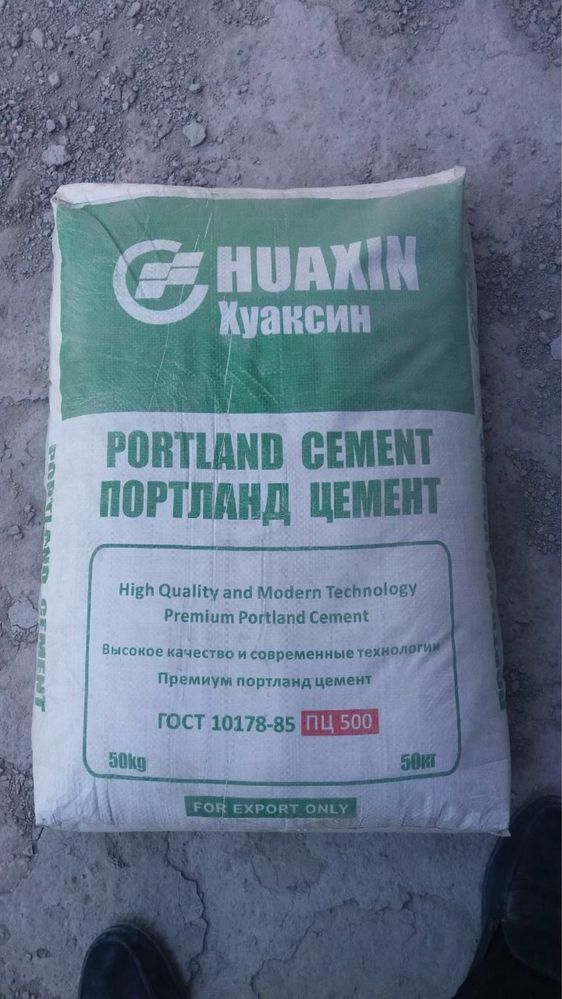 HUAXIN
Хуаксин
PORTLAND CEMENT
ПОРТЛАНД ЦЕМЕНТ
High Quality and Modern Technology
Premium Portland Cement
Высокое качество и современные технологии
Премиум портланд цемент
ГОСТ 10178-85 ПЦ 500
50kg 50кг
FOR EXPORT ONLY
PORTLAND CEMENT